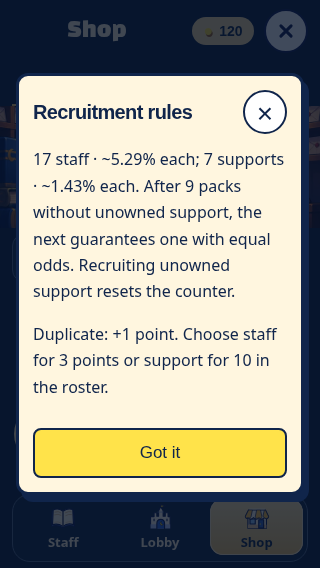 Shop
120
Recruitment rules
17 staff · ~5.29% each; 7 supports
· ~1.43% each. After 9 packs
without unowned support, the
next guarantees one with equal
odds. Recruiting unowned
support resets the counter.
Duplicate: +1 point. Choose staff
for 3 points or support for 10 in
the roster.
Got it
Staff
Lobby
Shop